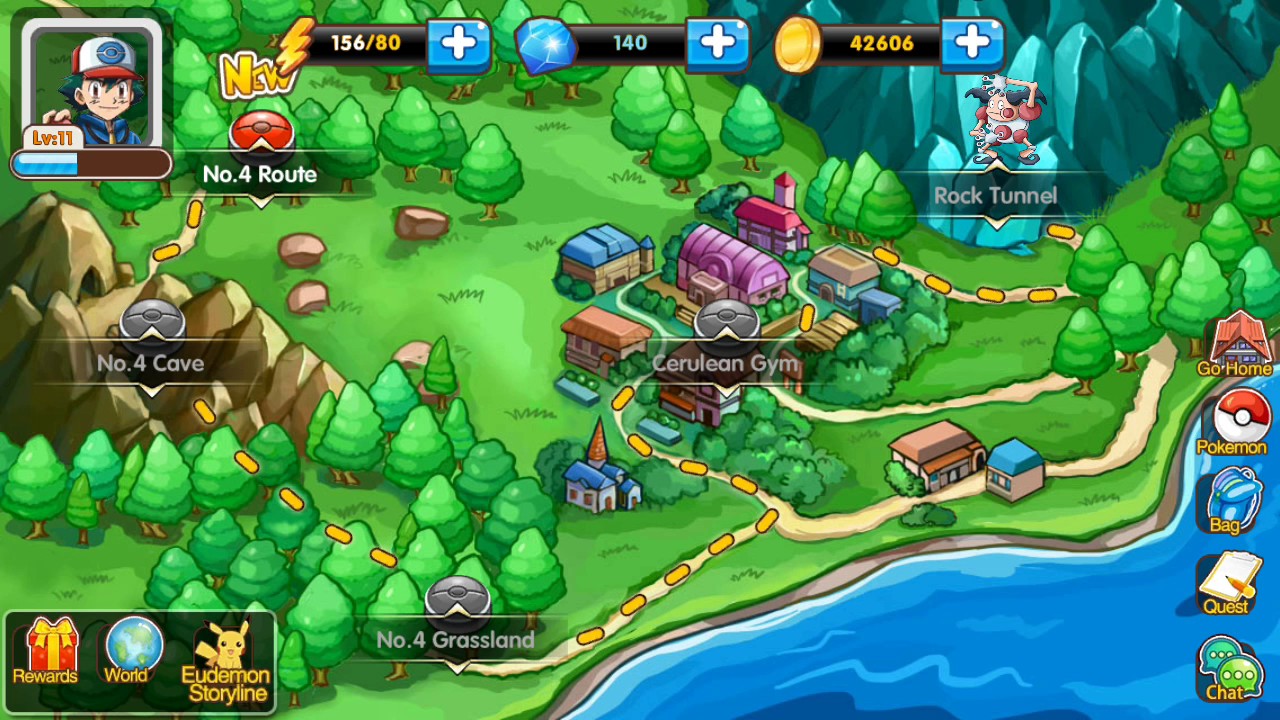 NEW
156/80
140
42606
Lv:11
No.4 Route
Rock Tunnel
No.4 Cave
Cerulean Gym
Go Home
Pokemon
Bag
Quest
No.4 Grassland
Rewards
World
Eudemon
Storyline
Chat